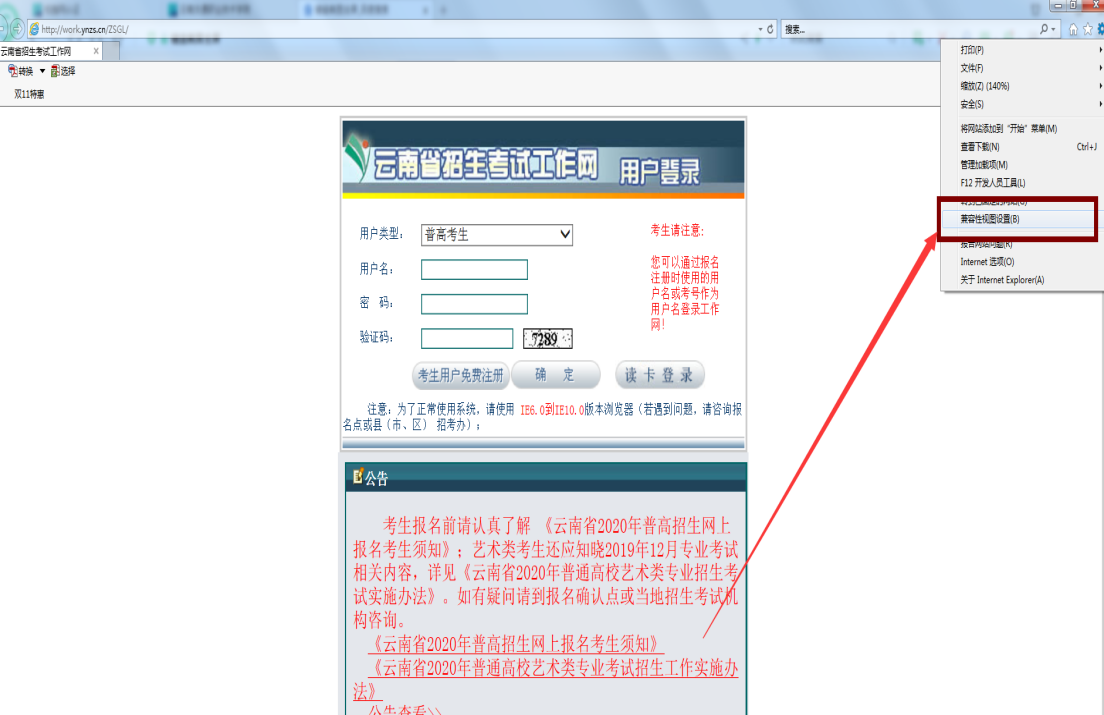 http://work.ynzs.cn/ZSGL/
搜索...
云南省招生考试工作网
转换
选择
双11特惠
打印(P)
文件(F)
缩放(Z) (140%)
安全(S)
将网站添加到“开始”菜单(M)
查看下载(N) Ctrl+J
管理加载项(M)
F12 开发人员工具(L)
兼容性视图设置(B)
报告网站问题(R)
Internet 选项(O)
关于 Internet Explorer(A)
云南省招生考试工作网 用户登录
用户类型: 普高考生
用户名:
密 码:
验证码: 7289
考生请注意:
您可以通过报名
注册时使用的用
户名或考号作为
用户名登录工作
网!
考生用户免费注册 确 定 读 卡 登 录
注意: 为了正常使用系统, 请使用 IE6.0到IE10.0版本浏览器 (若遇到问题, 请咨询报
名点或县 (市、区) 招考办);
公告
考生报名前请认真了解 《云南省2020年普高招生网上
报名考生须知》; 艺术类考生还应知晓2019年12月专业考试
相关内容, 详见《云南省2020年普通高校艺术类专业招生考
试实施办法》。如有疑问请到报名确认点或当地招生考试机
构咨询。
《云南省2020年普高招生网上报名考生须知》
《云南省2020年普通高校艺术类专业考试招生工作实施办
法》
公告查看>>